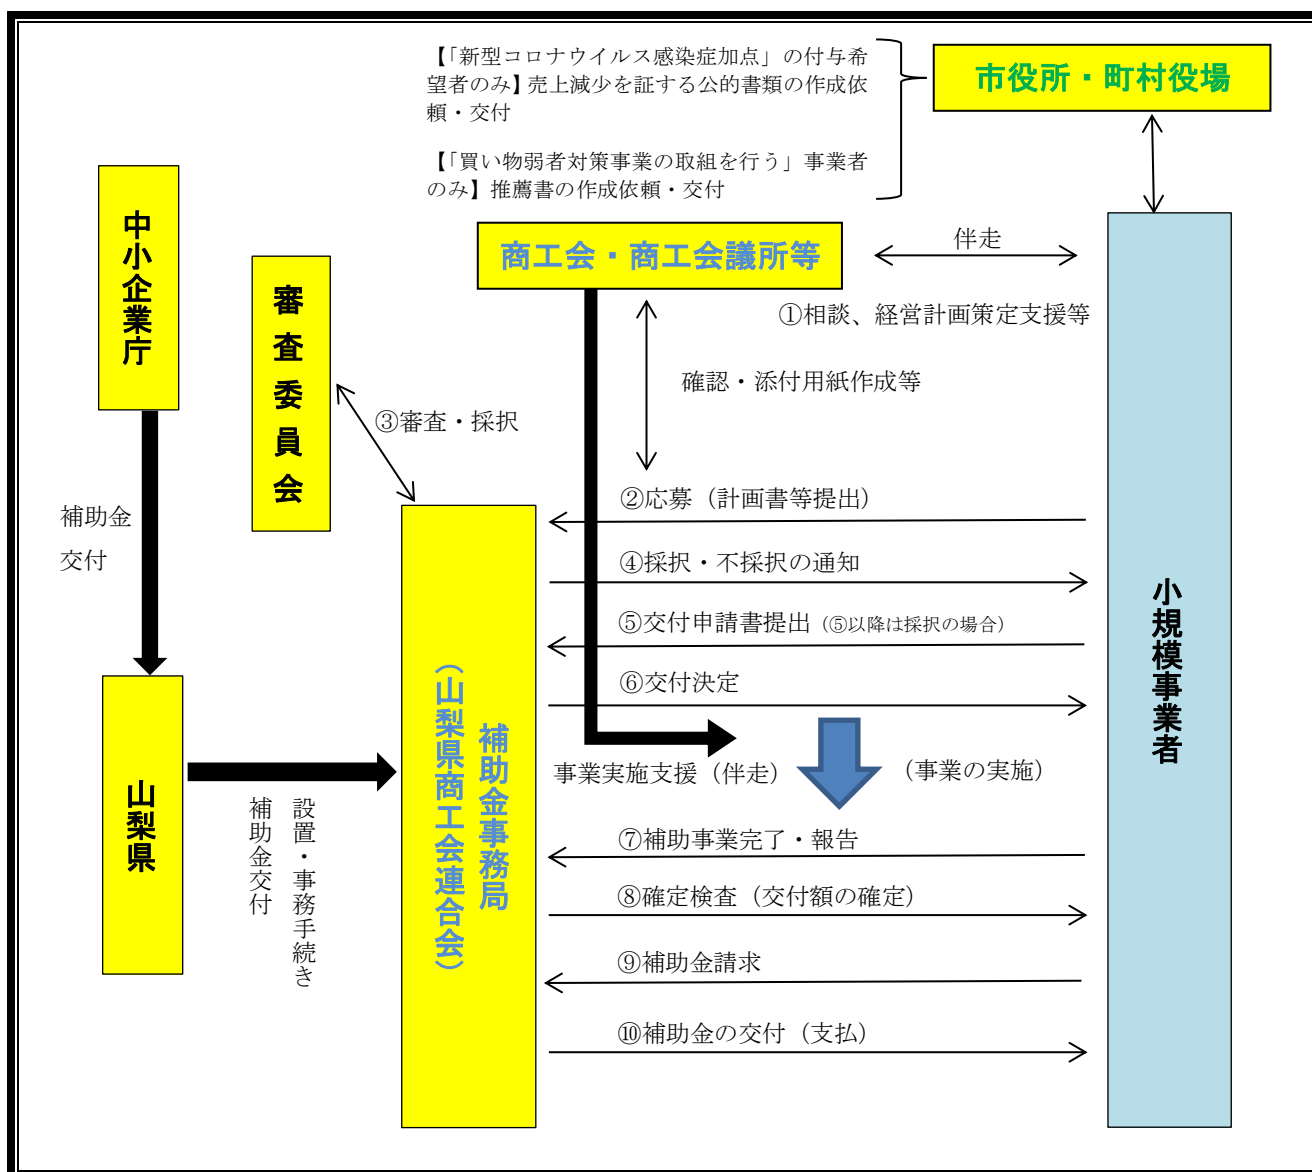 【「新型コロナウイルス感染症加点」の付与希
望者のみ】売上減少を証する公的書類の作成依
頼・交付
【「買い物弱者対策事業の取組を行う」事業者
のみ】推薦書の作成依頼・交付
市役所・町村役場
中小企業庁
審査委員会
商工会・商工会議所等
伴走
①相談、経営計画策定支援等
確認・添付用紙作成等
③審査・採択
補助金
交付
②応募（計画書等提出）
④採択・不採択の通知
⑤交付申請書提出（⑤以降は採択の場合）
⑥交付決定
事業実施支援（伴走）
（事業の実施）
⑦補助事業完了・報告
⑧確定検査（交付額の確定）
⑨補助金請求
⑩補助金の交付（支払）
小規模事業者
補助金事務局
（山梨県商工会連合会）
山梨県
設置・事務手続き
補助金交付